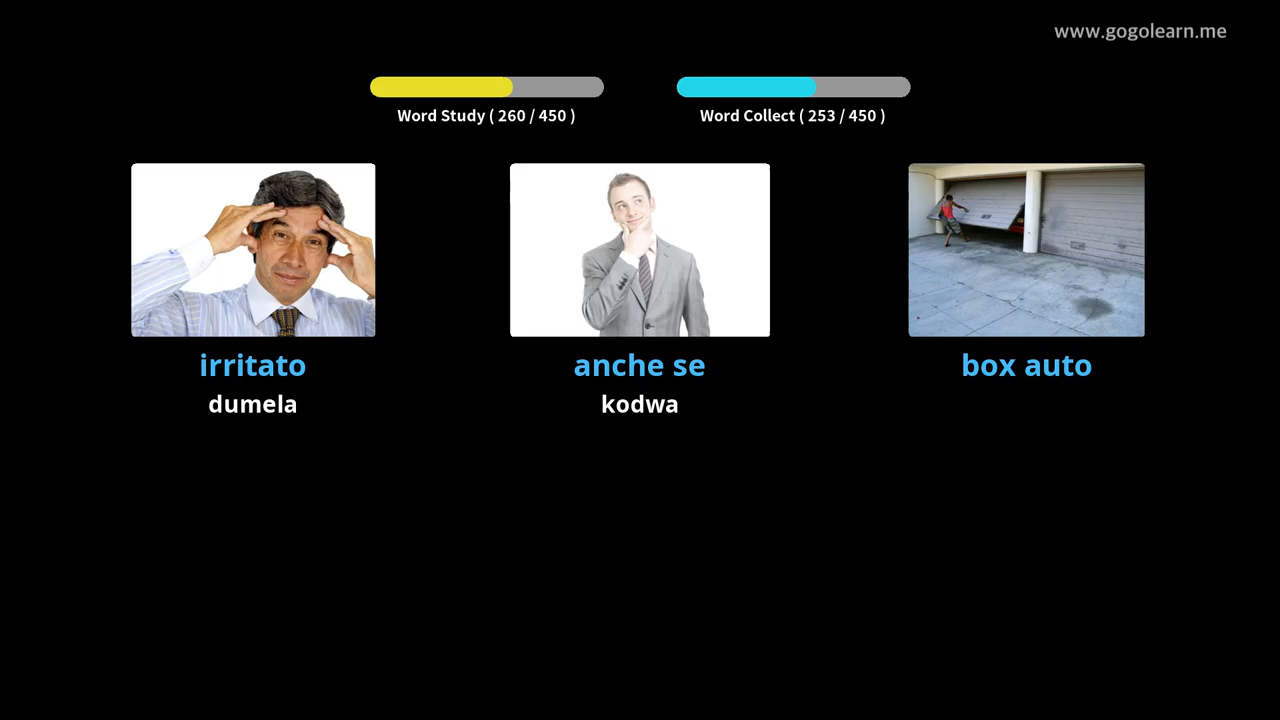 www.gogolearn.me
Word Study ( 260 / 450 )
Word Collect ( 253 / 450 )
irritato
dumela
anche se
kodwa
box auto